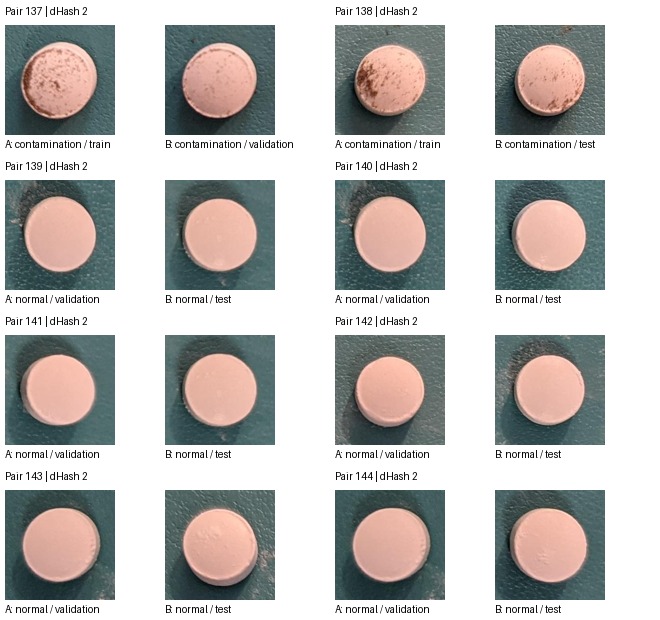 Pair 137 | dHash 2
Pair 138 | dHash 2
A: contamination / train
B: contamination / validation
A: contamination / train
B: contamination / test
Pair 139 | dHash 2
Pair 140 | dHash 2
A: normal / validation
B: normal / test
A: normal / validation
B: normal / test
Pair 141 | dHash 2
Pair 142 | dHash 2
A: normal / validation
B: normal / test
A: normal / validation
B: normal / test
Pair 143 | dHash 2
Pair 144 | dHash 2
A: normal / validation
B: normal / test
A: normal / validation
B: normal / test